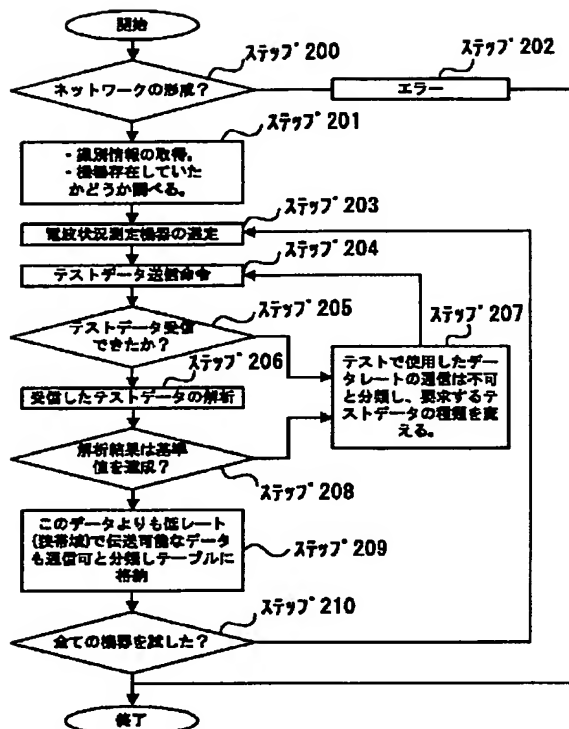 開始
ステップ200
ネットワークの形成?
ステップ202
エラー
ステップ201
・識別情報の取得。
・機器存在していた
かどうか調べる。
ステップ203
電波状況測定機器の選定
ステップ204
テストデータ送信命令
ステップ205
テストデータ受信
できたか?
ステップ207
テストで使用したデー
タレートの通信は不可
と分類し、要求するテ
ストデータの種類を変
える。
ステップ206
受信したテストデータの解析
解析結果は基準
値を達成?
ステップ208
このデータよりも低レート
(狭帯域)で伝送可能なデータ
も通信可と分類しテーブルに
格納
ステップ209
ステップ210
全ての機器を試した?
終了